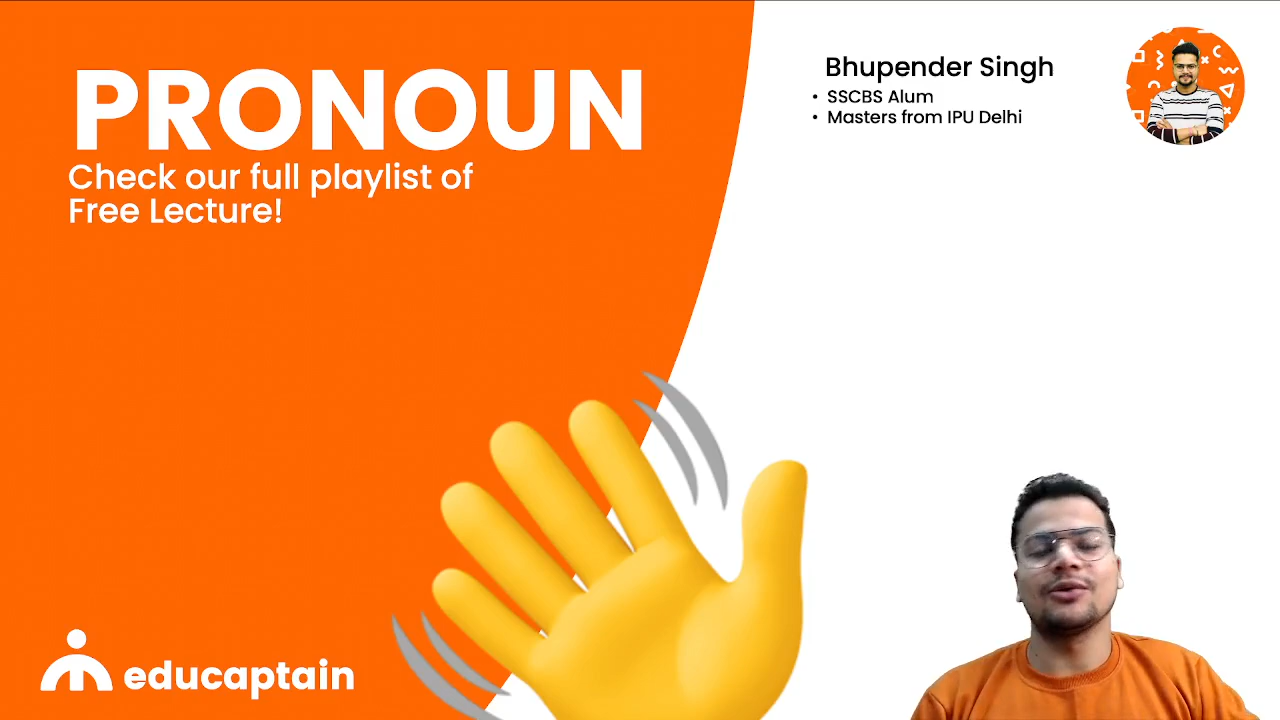 PRONOUN
Check our full playlist of
Free Lecture!
Bhupender Singh
• SSCBS Alum
• Masters from IPU Delhi
educaptain